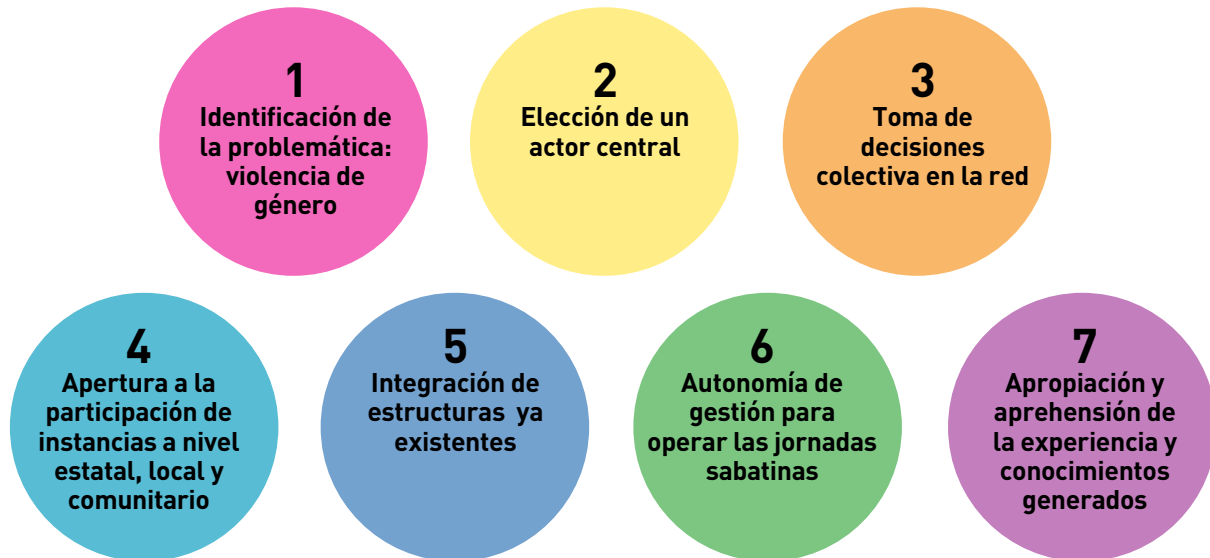 1
Identificación de
la problemática:
violencia de
género
2
Elección de un
actor central
3
Toma de
decisiones
colectiva en la red
4
Apertura a la
participación de
instancias a nivel
estatal, local y
comunitario
5
Integración de
estructuras ya
existentes
6
Autonomía de
gestión para
operar las jornadas
sabatinas
7
Apropiación y
aprehensión de
la experiencia y
conocimientos
generados